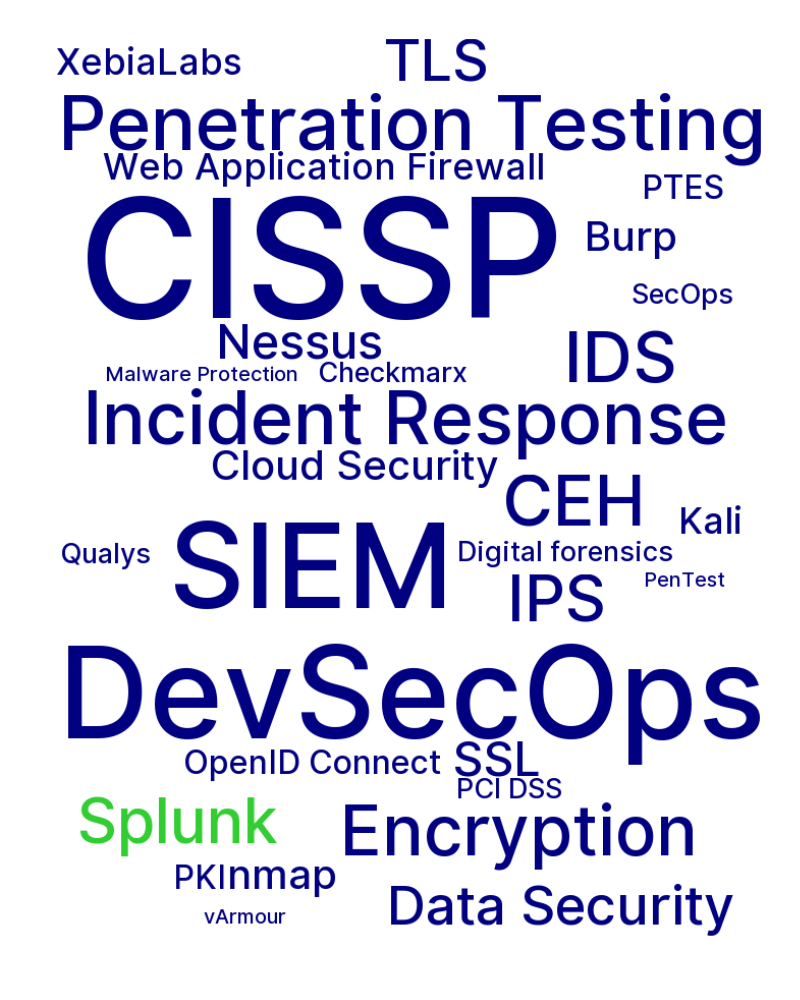 XebiaLabs
TLS
Penetration Testing
Web Application Firewall
PTES
CISSP
Burp
SecOps
Nessus
IDS
Malware Protection
Checkmarx
Incident Response
Cloud Security
CEH
Kali
Qualys
SIEM
Digital forensics
PenTest
IPS
DevSecOps
OpenID Connect
SSL
PCI DSS
Splunk
Encryption
PKI
nmap
Data Security
vArmour